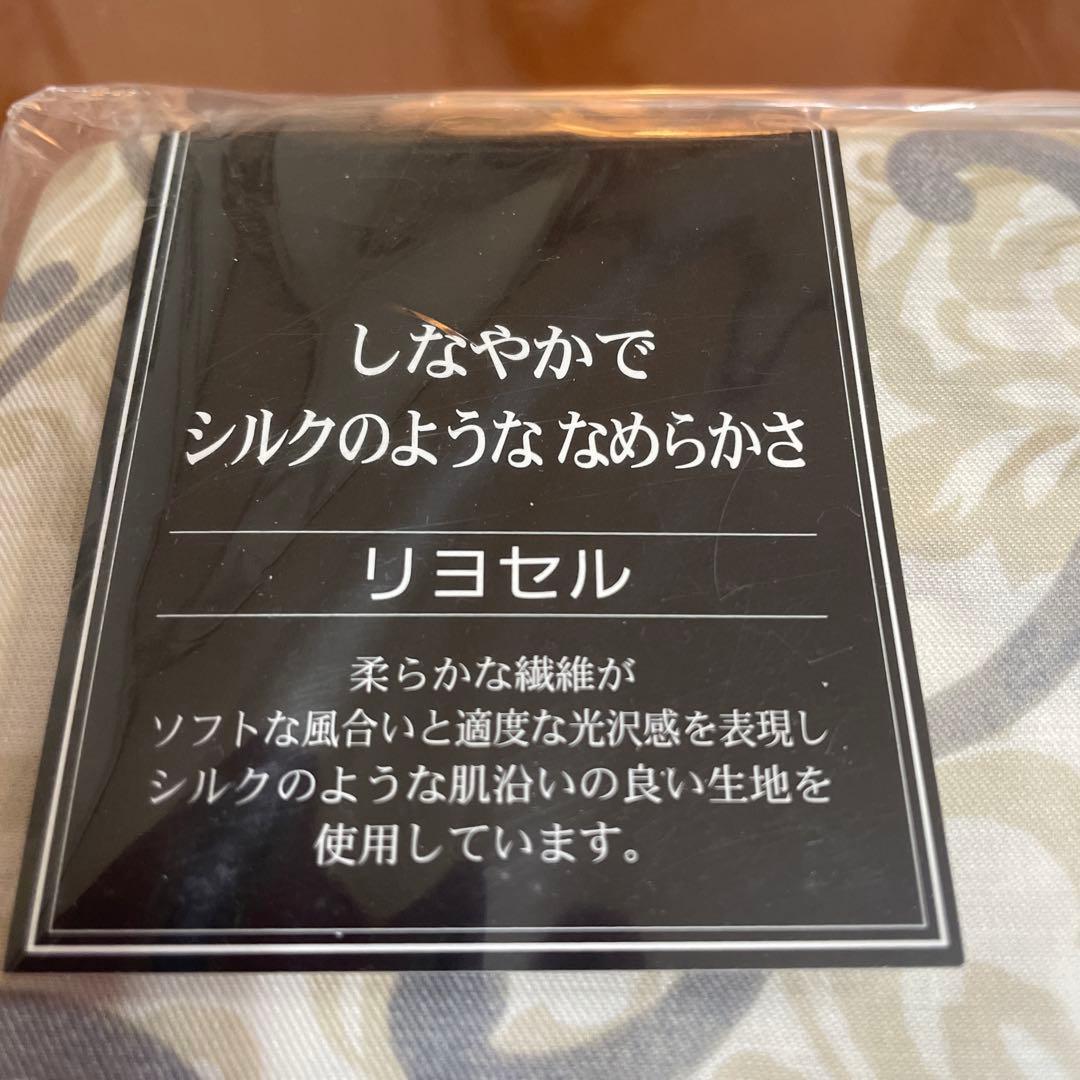 しなやかで
シルクのような なめらかさ
リヨセル
柔らかな繊維が
ソフトな風合いと適度な光沢感を表現し
シルクのような肌沿いの良い生地を
使用しています。